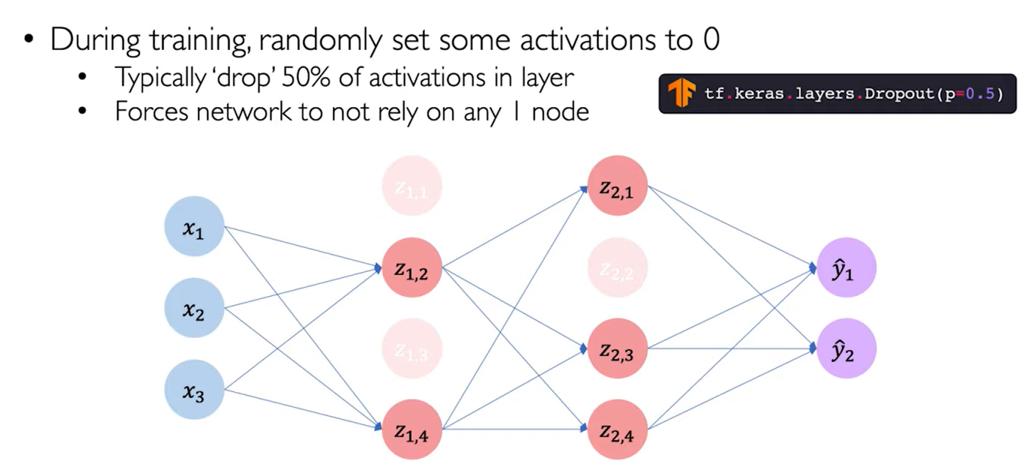 • During training, randomly set some activations to 0
• Typically ‘drop’ 50% of activations in layer
• Forces network to not rely on any 1 node
tf.keras.layers.Dropout(p=0.5)
z₁,₁
z₂,₁
x₁
z₁,₂
z₂,₂
ŷ₁
x₂
z₁,₃
z₂,₃
ŷ₂
x₃
z₁,₄
z₂,₄